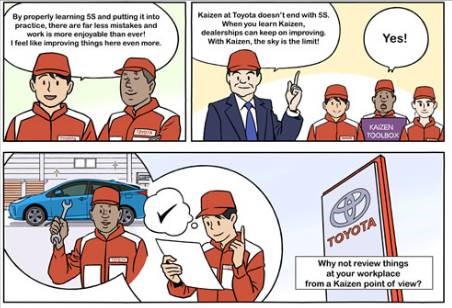 By properly learning 5S and putting it into
practice, there are far less mistakes and
work is more enjoyable than ever!
I feel like improving things here even more.
TOYOTA
Kaizen at Toyota doesn't end with 5S.
When you learn Kaizen,
dealerships can keep on improving.
With Kaizen, the sky is the limit!
Yes!
KAIZEN
TOOLBOX
TOYOTA
Why not review things
at your workplace
from a Kaizen point of view?